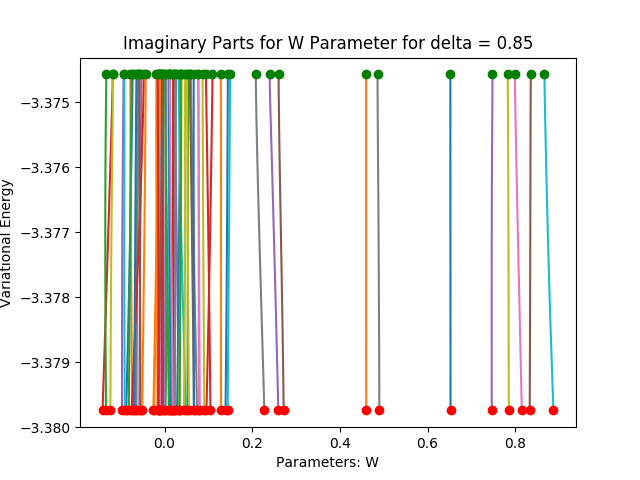 Imaginary Parts for W Parameter for delta = 0.85
Variational Energy
−3.375
−3.376
−3.377
−3.378
−3.379
−3.380
0.0 0.2 0.4 0.6 0.8
Parameters: W